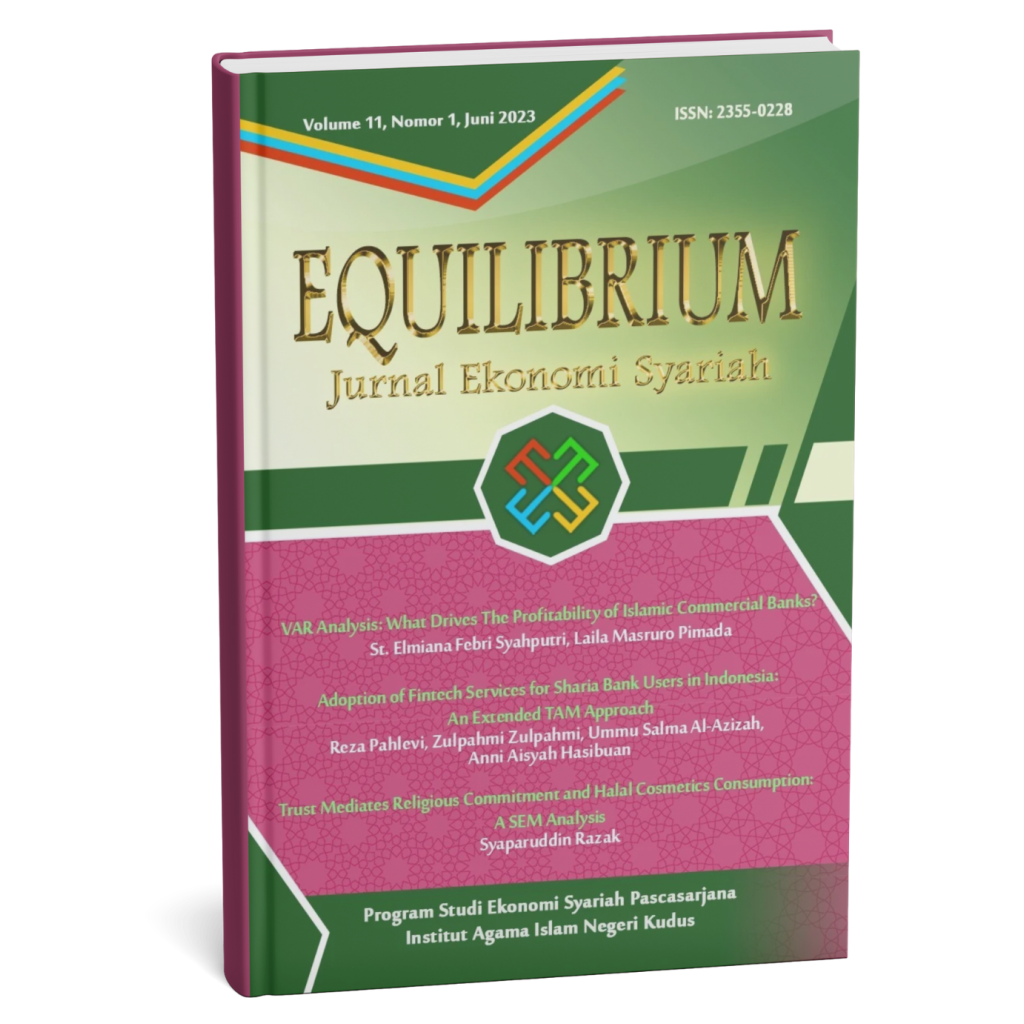 Volume 11, Nomor 1, Juni 2023
ISSN: 2355-0228
EQUILIBRIUM
Jurnal Ekonomi Syariah
VAR Analysis: What Drives The Profitability of Islamic Commercial Banks?
St. Elmiana Febri Syahputri, Laila Masruro Pimada
Adoption of Fintech Services for Sharia Bank Users in Indonesia:
An Extended TAM Approach
Reza Pahlevi, Zulpahmi Zulpahmi, Ummu Salma Al-Azizah,
Anni Aisyah Hasibuan
Trust Mediates Religious Commitment and Halal Cosmetics Consumption:
A SEM Analysis
Syaparuddin Razak
Program Studi Ekonomi Syariah Pascasarjana
Institut Agama Islam Negeri Kudus